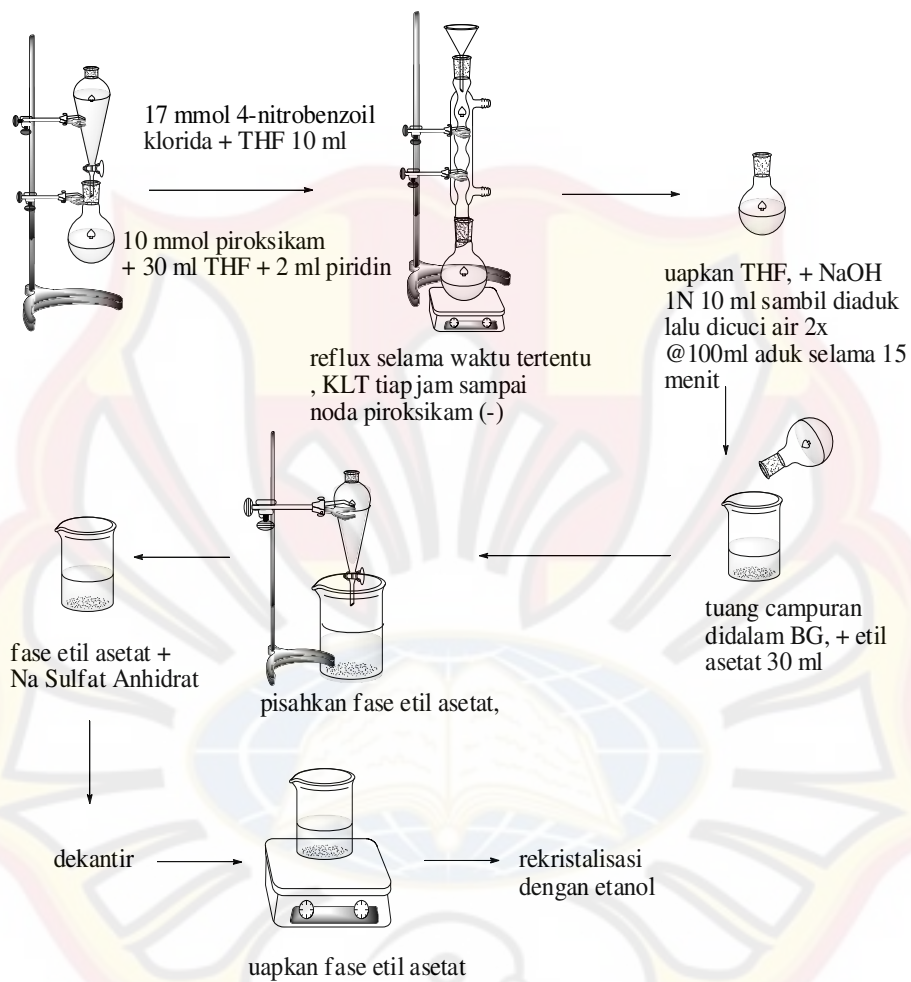 17 mmol 4-nitrobenzoil
klorida + THF 10 ml
10 mmol piroksikam
+ 30 ml THF + 2 ml piridin
reflux selama waktu tertentu
, KLT tiap jam sampai
noda piroksikam (-)
uapkan THF, + NaOH
1N 10 ml sambil diaduk
lalu dicuci air 2x
@100ml aduk selama 15
menit
tuang campuran
didalam BG, + etil
asetat 30 ml
pisahkan fase etil asetat,
fase etil asetat +
Na Sulfat Anhidrat
dekantir
uapkan fase etil asetat
rekristalisasi
dengan etanol